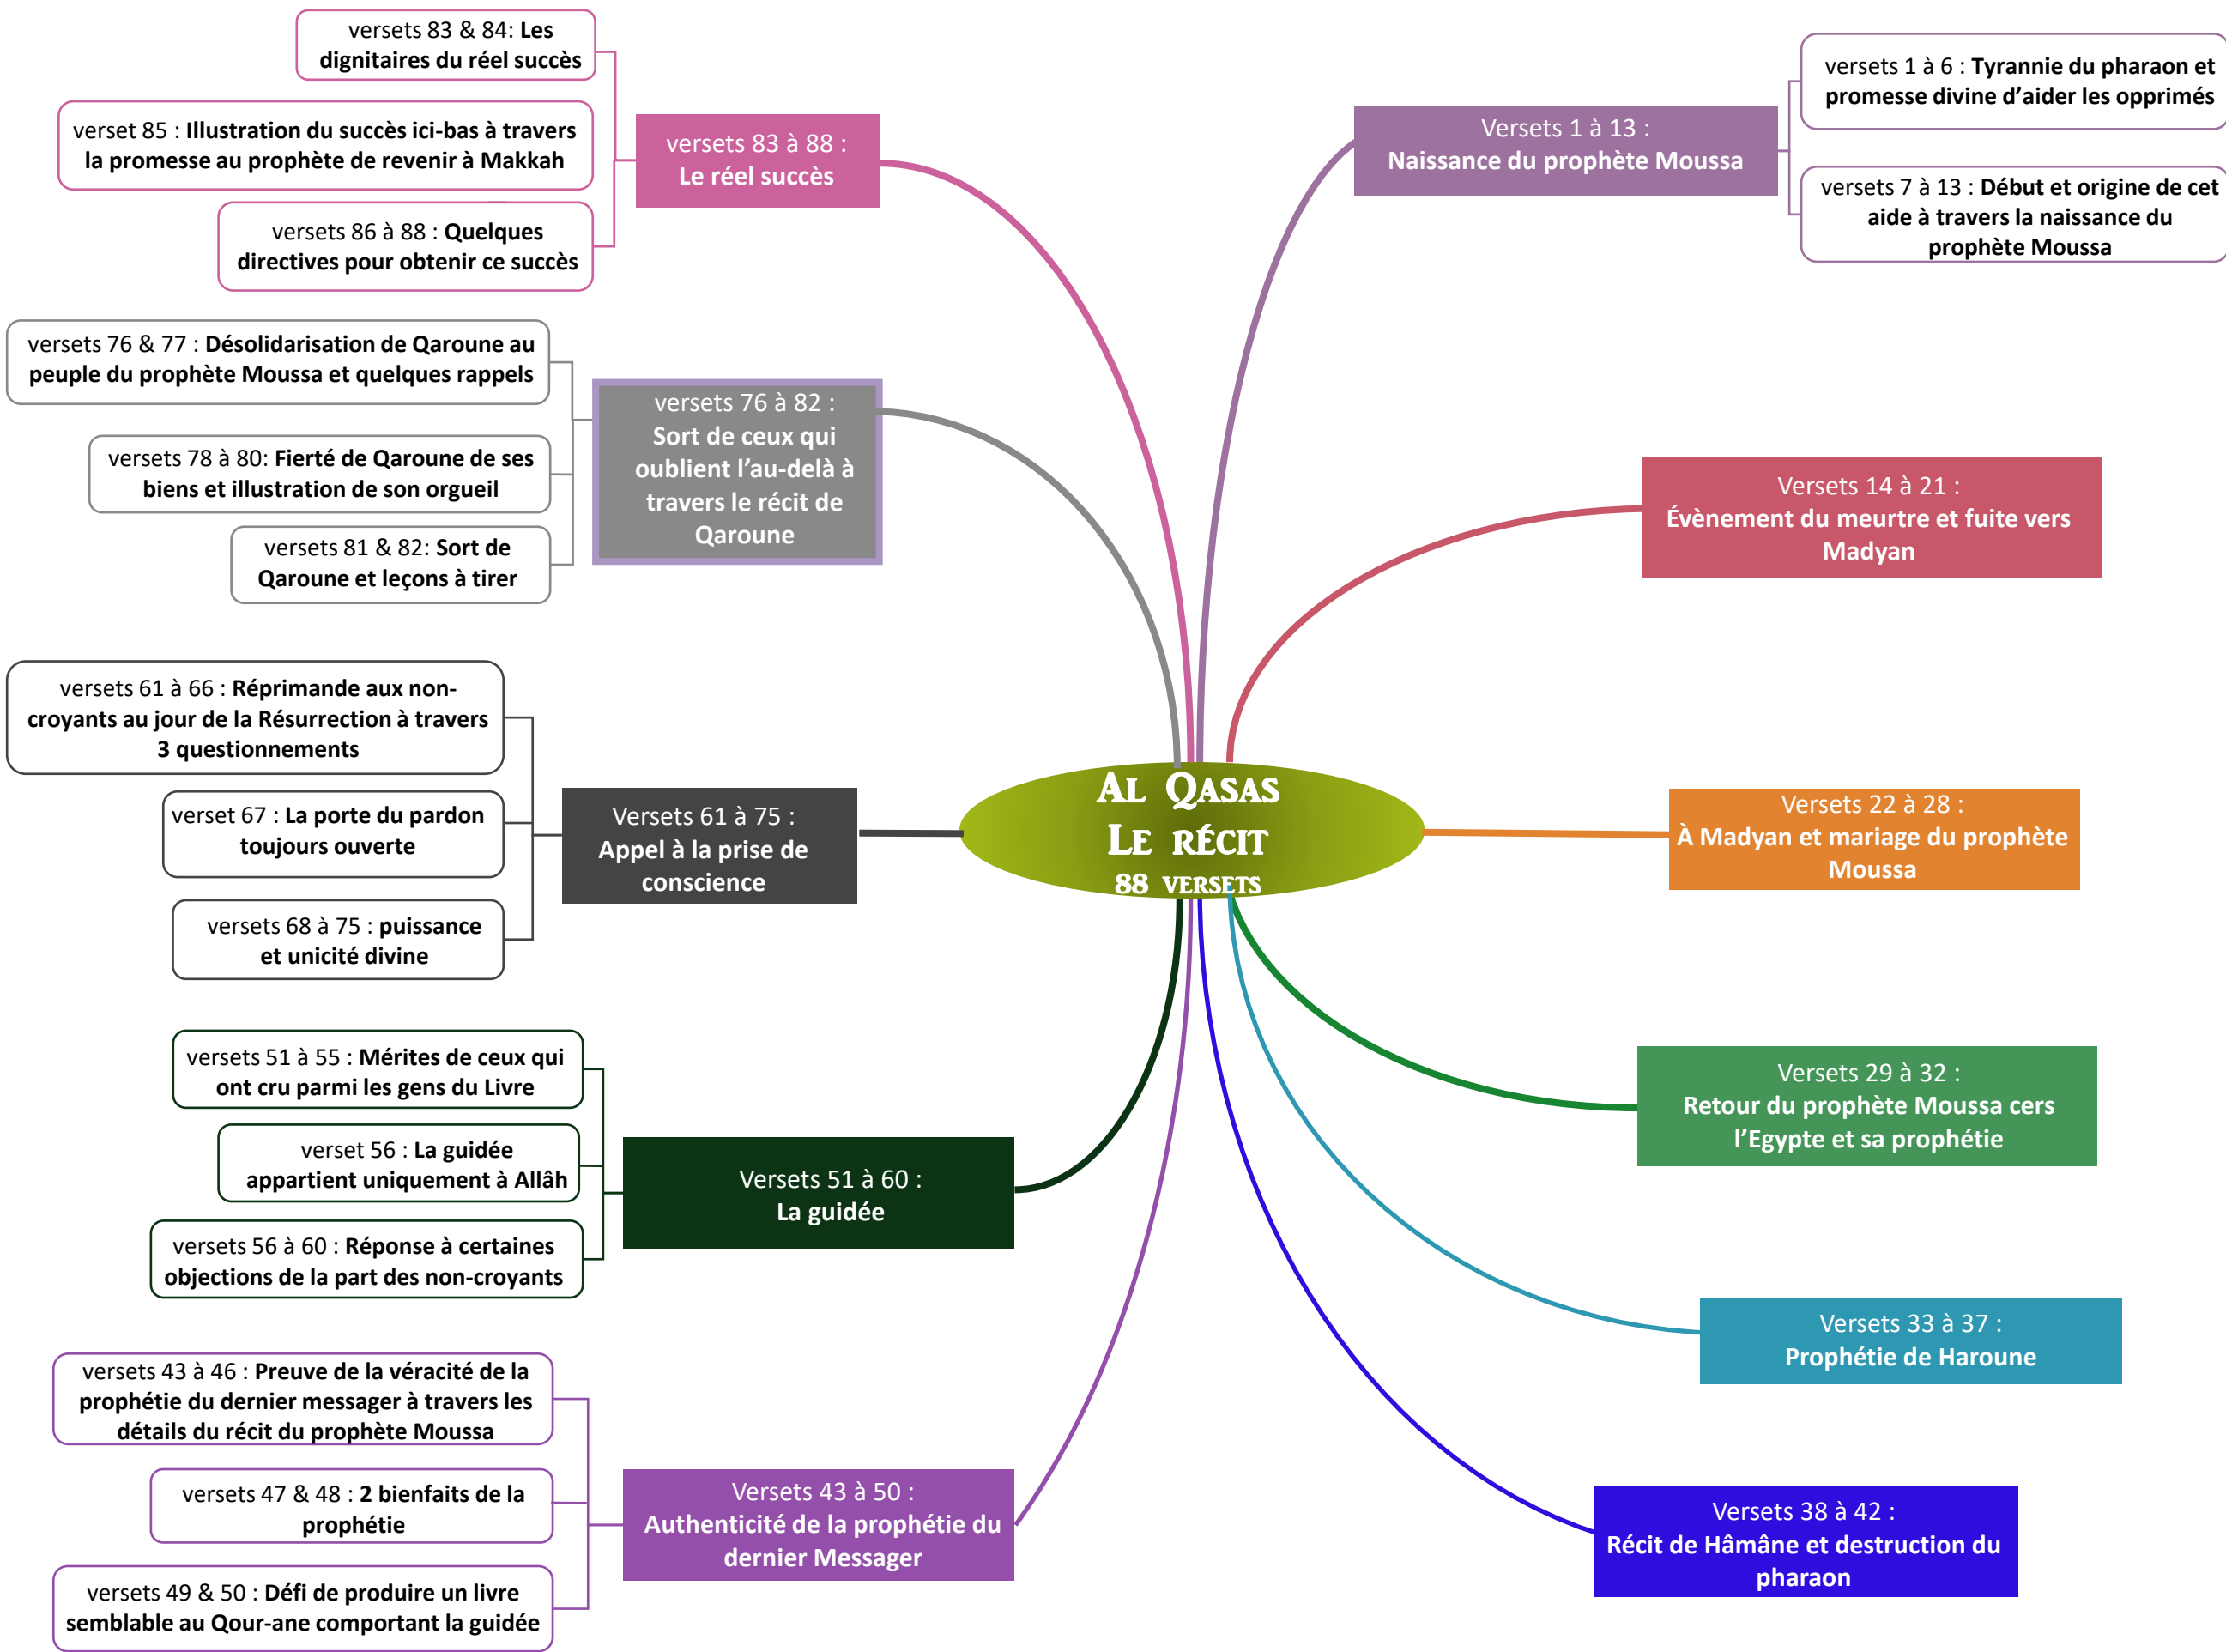 AL QASAS
LE RÉCIT
88 VERSETS
Versets 1 à 13 :
Naissance du prophète Moussa
versets 1 à 6 : Tyrannie du pharaon et
promesse divine d’aider les opprimés
versets 7 à 13 : Début et origine de cet
aide à travers la naissance du
prophète Moussa
Versets 14 à 21 :
Évènement du meurtre et fuite vers
Madyan
Versets 22 à 28 :
À Madyan et mariage du prophète
Moussa
Versets 29 à 32 :
Retour du prophète Moussa cers
l’Egypte et sa prophétie
Versets 33 à 37 :
Prophétie de Haroune
Versets 38 à 42 :
Récit de Hâmâne et destruction du
pharaon
Versets 43 à 50 :
Authenticité de la prophétie du
dernier Messager
versets 43 à 46 : Preuve de la véracité de la
prophétie du dernier messager à travers les
détails du récit du prophète Moussa
versets 47 & 48 : 2 bienfaits de la
prophétie
versets 49 & 50 : Défi de produire un livre
semblable au Qour-ane comportant la guidée
Versets 51 à 60 :
La guidée
versets 51 à 55 : Mérites de ceux qui
ont cru parmi les gens du Livre
verset 56 : La guidée
appartient uniquement à Allâh
versets 56 à 60 : Réponse à certaines
objections de la part des non-croyants
Versets 61 à 75 :
Appel à la prise de
conscience
versets 61 à 66 : Réprimande aux non-
croyants au jour de la Résurrection à travers
3 questionnements
verset 67 : La porte du pardon
toujours ouverte
versets 68 à 75 : puissance
et unicité divine
versets 76 à 82 :
Sort de ceux qui
oublient l’au-delà à
travers le récit de
Qaroune
versets 76 & 77 : Désolidarisation de Qaroune au
peuple du prophète Moussa et quelques rappels
versets 78 à 80: Fierté de Qaroune de ses
biens et illustration de son orgueil
versets 81 & 82: Sort de
Qaroune et leçons à tirer
versets 83 à 88 :
Le réel succès
versets 83 & 84: Les
dignitaires du réel succès
verset 85 : Illustration du succès ici-bas à travers
la promesse au prophète de revenir à Makkah
versets 86 à 88 : Quelques
directives pour obtenir ce succès